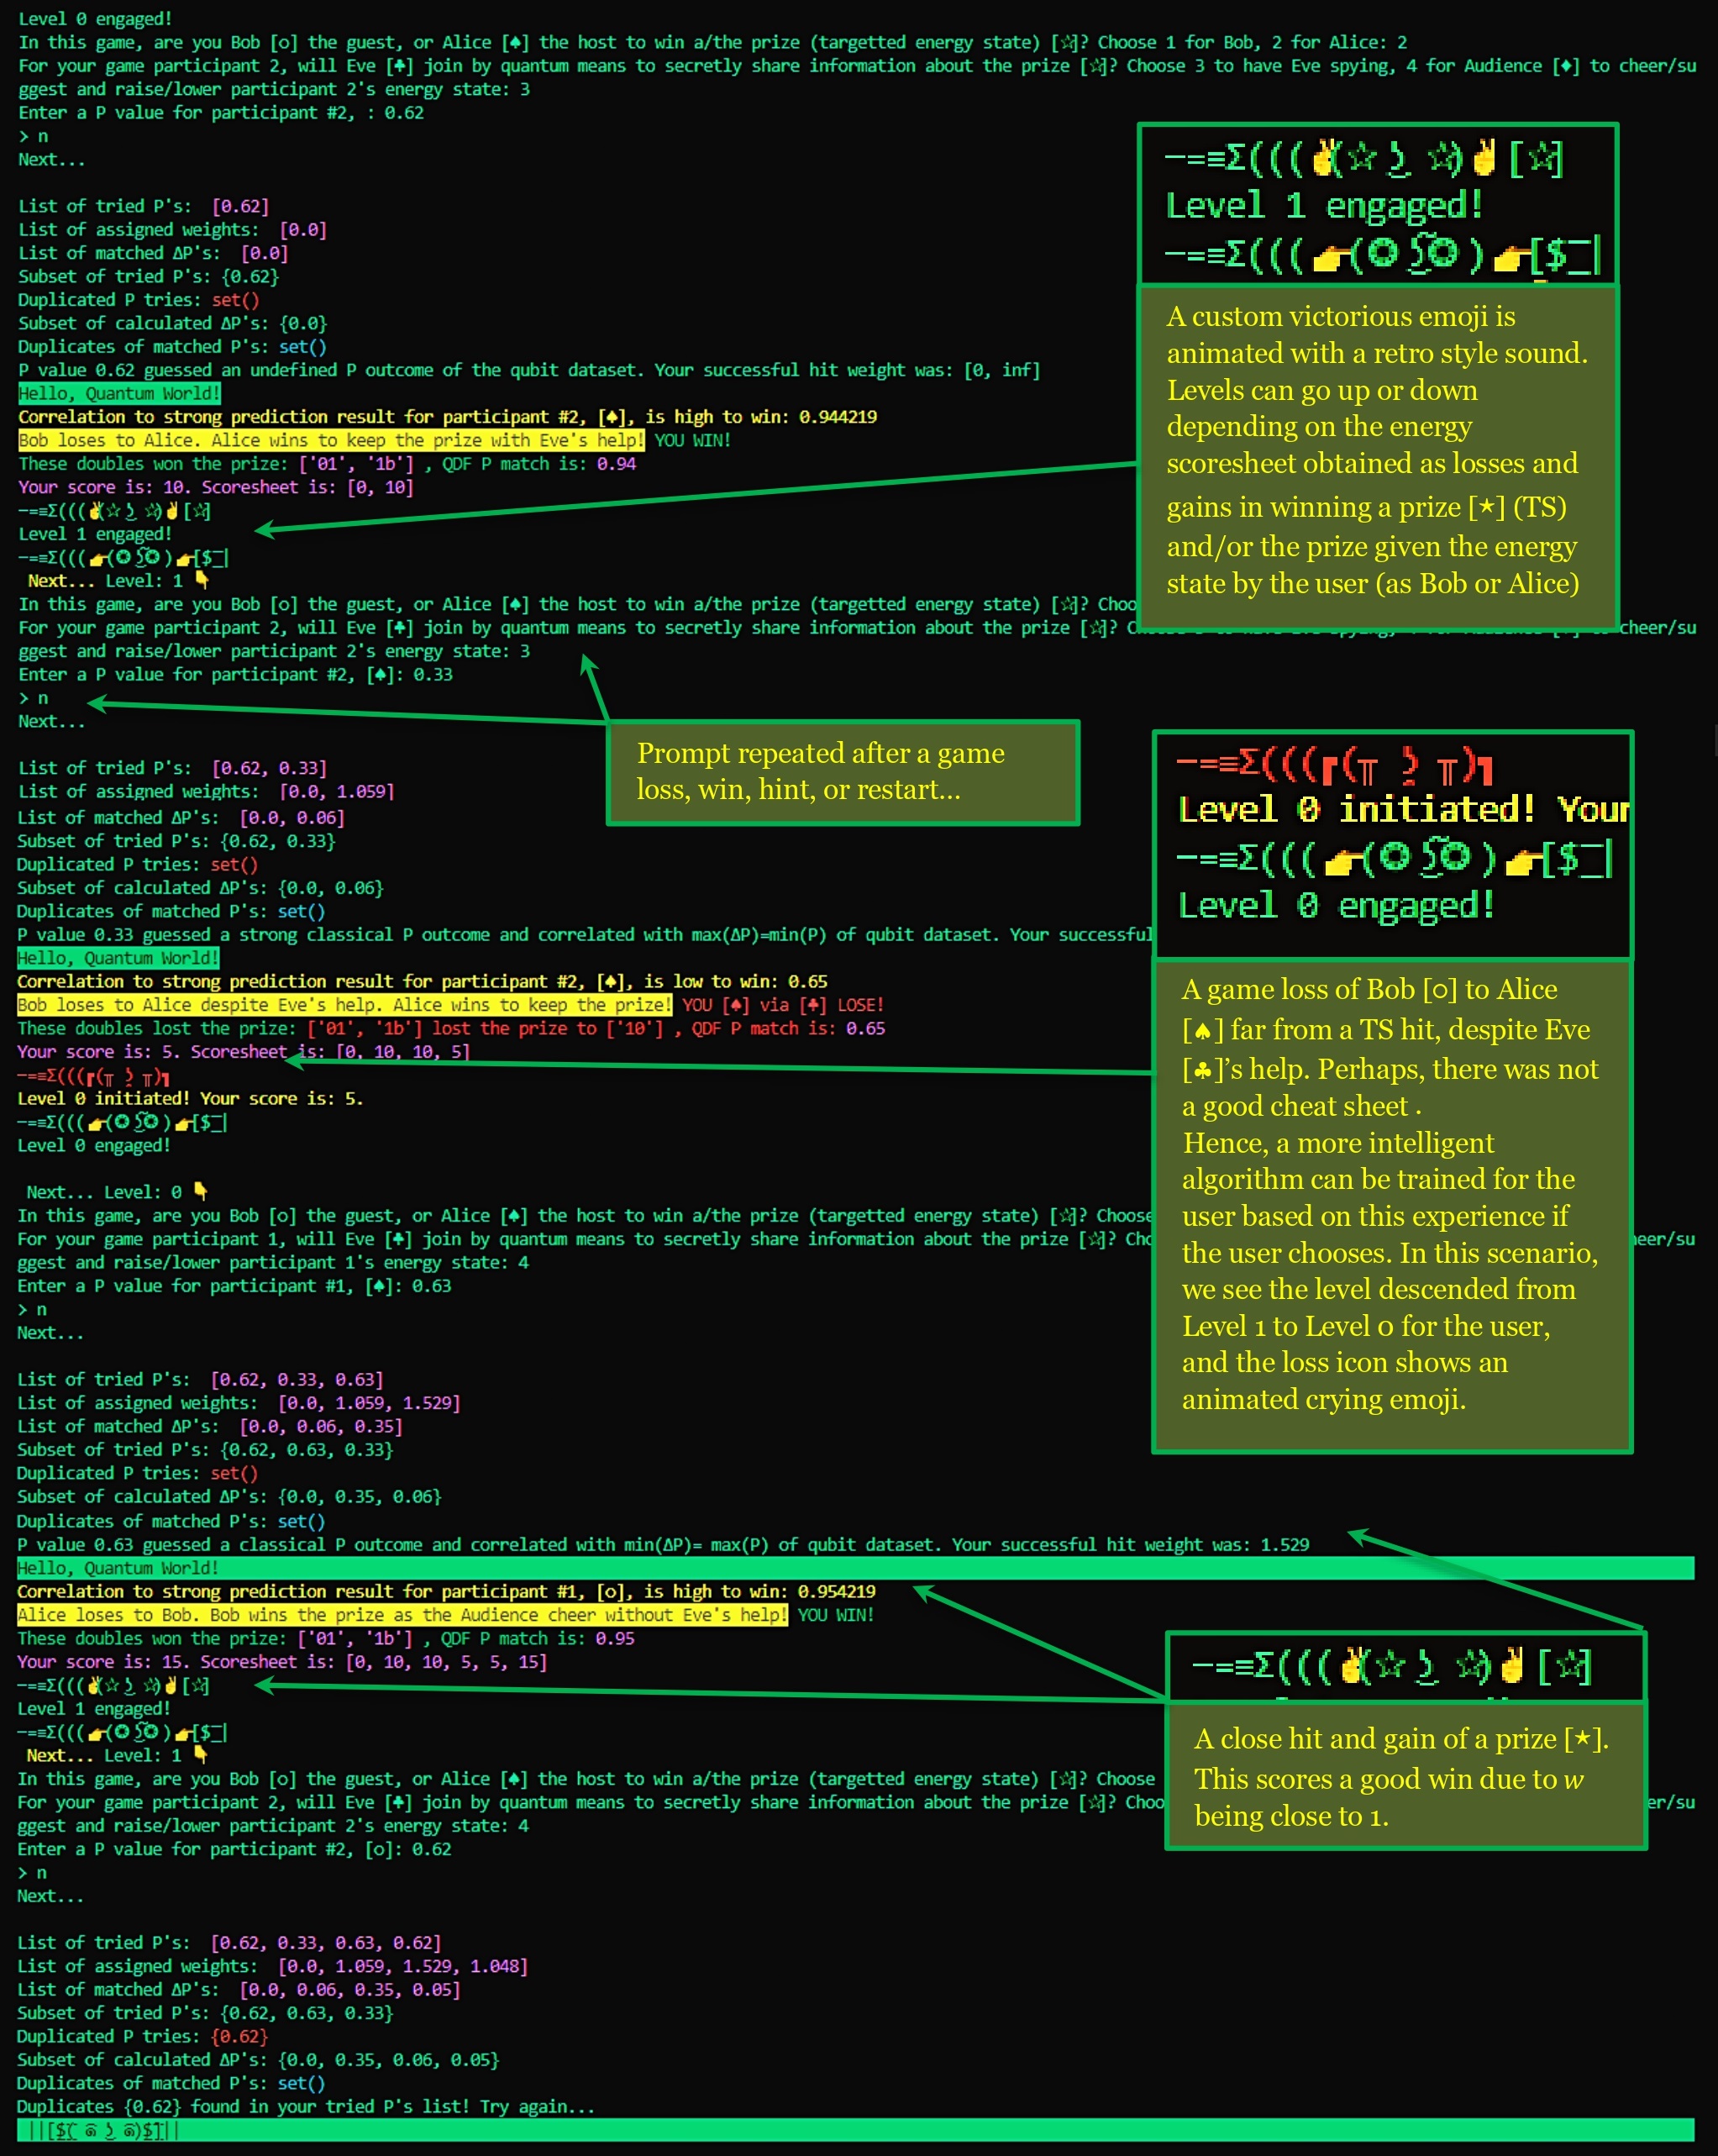 Level 0 engaged!
In this game, are you Bob [o] the guest, or Alice [♠] the host to win a/the prize (targetted energy state) [☆]? Choose 1 for Bob, 2 for Alice: 2
For your game participant 2, will Eve [♣] join by quantum means to secretly share information about the prize [☆]? Choose 3 to have Eve spying, 4 for Audience [♦] to cheer/su
ggest and raise/lower participant 2's energy state: 3
Enter a P value for participant #2, : 0.62
> n
Next...
List of tried P's:  [0.62]
List of assigned weights:  [0.0]
List of matched ΔP's:  [0.0]
Subset of tried P's: {0.62}
Duplicated P tries: set()
Subset of calculated ΔP's: {0.0}
Duplicates of matched P's: set()
P value 0.62 guessed an undefined P outcome of the qubit dataset. Your successful hit weight was: [0, inf]
Hello, Quantum World!
Correlation to strong prediction result for participant #2, [♠], is high to win: 0.944219
Bob loses to Alice. Alice wins to keep the prize with Eve's help! YOU WIN!
These doubles won the prize: ['01', '1b'] , QDF P match is: 0.94
Your score is: 10. Scoresheet is: [0, 10]
─=≡Σ(((✌(☆ ͜ʖ ☆)✌[☆]
Level 1 engaged!
─=≡Σ(((👉(❂ ͜ʖ❂)👉[$ ̲̅|
Next... Level: 1 👇
In this game, are you Bob [o] the guest, or Alice [♠] the host to win a/the prize (targetted energy state) [☆]? Choo
For your game participant 2, will Eve [♣] join by quantum means to secretly share information about the prize [☆]? cheer/su
ggest and raise/lower participant 2's energy state: 3
Enter a P value for participant #2, [♠]: 0.33
> n
Next...
─=≡Σ(((✌(☆ ͜ʖ ☆)✌[☆]
Level 1 engaged!
─=≡Σ(((👉(❂ ͜ʖ❂)👉[$ ̲̅|
A custom victorious emoji is
animated with a retro style sound.
Levels can go up or down
depending on the energy
scoresheet obtained as losses and
gains in winning a prize [★] (TS)
and/or the prize given the energy
state by the user (as Bob or Alice)
Prompt repeated after a game
loss, win, hint, or restart...
List of tried P's:  [0.62, 0.33]
List of assigned weights:  [0.0, 1.059]
List of matched ΔP's:  [0.0, 0.06]
Subset of tried P's: {0.62, 0.33}
Duplicated P tries: set()
Subset of calculated ΔP's: {0.0, 0.06}
Duplicates of matched P's: set()
P value 0.33 guessed a strong classical P outcome and correlated with max(ΔP)=min(P) of qubit dataset. Your successful
Hello, Quantum World!
Correlation to strong prediction result for participant #2, [♠], is low to win: 0.65
Bob loses to Alice despite Eve's help. Alice wins to keep the prize! YOU [♠] via [♣] LOSE!
These doubles lost the prize: ['01', '1b'] lost the prize to ['10'] , QDF P match is: 0.65
Your score is: 5. Scoresheet is: [0, 10, 10, 5]
─=≡Σ(((┏(╥ ͜ʖ ╥)┓
Level 0 initiated! Your score is: 5.
─=≡Σ(((👉(❂ ͜ʖ❂)👉[$ ̲̅|
Level 0 engaged!
Next... Level: 0 👇
In this game, are you Bob [o] the guest, or Alice [♠] the host to win a/the prize (targetted energy state) [☆]? Choose
For your game participant 1, will Eve [♣] join by quantum means to secretly share information about the prize [☆]? Cho heer/su
ggest and raise/lower participant 1's energy state: 4
Enter a P value for participant #1, [♠]: 0.63
> n
Next...
─=≡Σ(((┏(╥ ͜ʖ ╥)┓
Level 0 initiated! Your
─=≡Σ(((👉(❂ ͜ʖ❂)👉[$ ̲̅|
Level 0 engaged!
A game loss of Bob [o] to Alice
[♠] far from a TS hit, despite Eve
[♣]'s help. Perhaps, there was not
a good cheat sheet .
Hence, a more intelligent
algorithm can be trained for the
user based on this experience if
the user chooses. In this scenario,
we see the level descended from
Level 1 to Level 0 for the user,
and the loss icon shows an
animated crying emoji.
List of tried P's:  [0.62, 0.33, 0.63]
List of assigned weights:  [0.0, 1.059, 1.529]
List of matched ΔP's:  [0.0, 0.06, 0.35]
Subset of tried P's: {0.62, 0.63, 0.33}
Duplicated P tries: set()
Subset of calculated ΔP's: {0.0, 0.35, 0.06}
Duplicates of matched P's: set()
P value 0.63 guessed a classical P outcome and correlated with min(ΔP)= max(P) of qubit dataset. Your successful hit weight was: 1.529
Hello, Quantum World!
Correlation to strong prediction result for participant #1, [o], is high to win: 0.954219
Alice loses to Bob. Bob wins the prize as the Audience cheer without Eve's help! YOU WIN!
These doubles won the prize: ['01', '1b'] , QDF P match is: 0.95
Your score is: 15. Scoresheet is: [0, 10, 10, 5, 5, 15]
─=≡Σ(((✌(☆ ͜ʖ ☆)✌[☆]
Level 1 engaged!
─=≡Σ(((👉(❂ ͜ʖ❂)👉[$ ̲̅|
Next... Level: 1 👇
In this game, are you Bob [o] the guest, or Alice [♠] the host to win a/the prize (targetted energy state) [☆]? Choose
For your game participant 2, will Eve [♣] join by quantum means to secretly share information about the prize [☆]? Choo er/su
ggest and raise/lower participant 2's energy state: 4
Enter a P value for participant #2, [o]: 0.62
> n
Next...
─=≡Σ(((✌(☆ ͜ʖ ☆)✌[☆]
A close hit and gain of a prize [★].
This scores a good win due to w
being close to 1.
List of tried P's:  [0.62, 0.33, 0.63, 0.62]
List of assigned weights:  [0.0, 1.059, 1.529, 1.048]
List of matched ΔP's:  [0.0, 0.06, 0.35, 0.05]
Subset of tried P's: {0.62, 0.63, 0.33}
Duplicated P tries: {0.62}
Subset of calculated ΔP's: {0.0, 0.35, 0.06, 0.05}
Duplicates of matched P's: set()
Duplicates {0.62} found in your tried P's list! Try again...